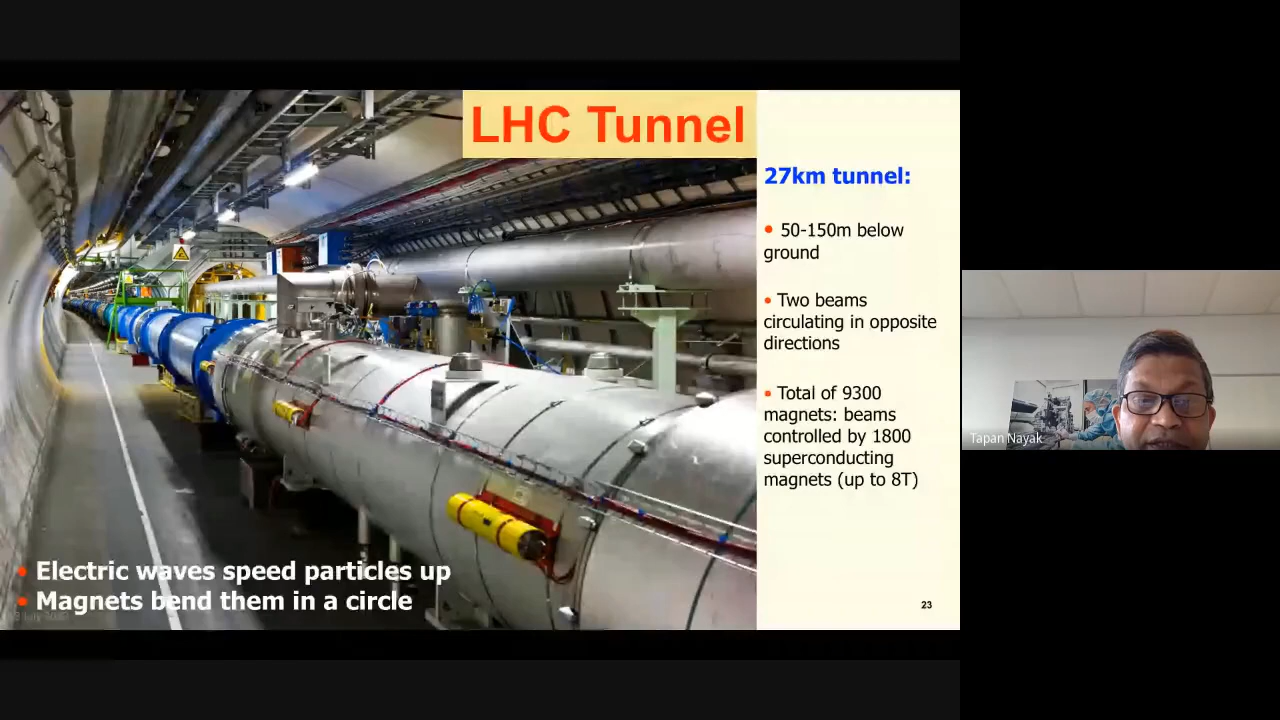 LHC Tunnel
27km tunnel:
• 50-150m below
ground
• Two beams
circulating in opposite
directions
• Total of 9300
magnets: beams
controlled by 1800
superconducting
magnets (up to 8T)
• Electric waves speed particles up
• Magnets bend them in a circle
23
Tapan Nayak